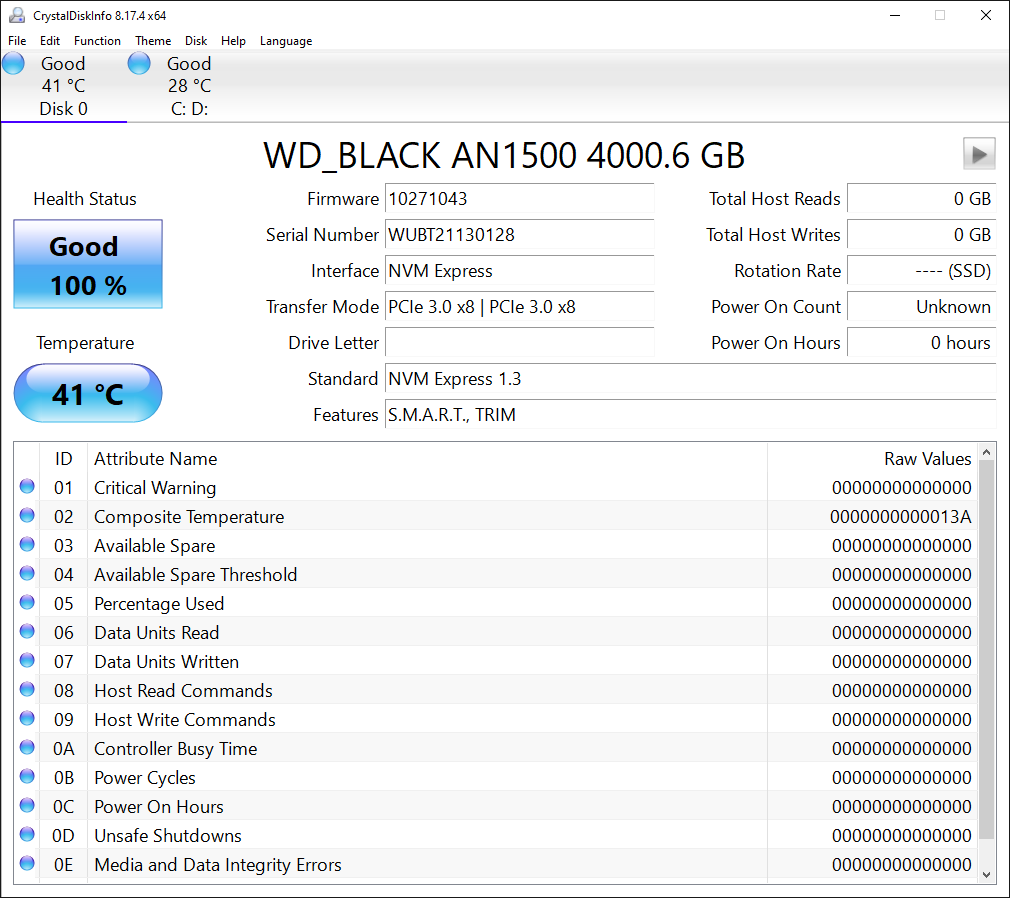 CrystalDiskInfo 8.17.4 x64
File Edit Function Theme Disk Help Language
Good Good
41 °C 28 °C
Disk 0 C: D:
WD_BLACK AN1500 4000.6 GB
Health Status
Good
100 %
Temperature
41 °C
Firmware 10271043
Serial Number WUBT21130128
Interface NVM Express
Transfer Mode PCIe 3.0 x8 | PCIe 3.0 x8
Drive Letter
Standard NVM Express 1.3
Features S.M.A.R.T., TRIM
Total Host Reads 0 GB
Total Host Writes 0 GB
Rotation Rate ---- (SSD)
Power On Count Unknown
Power On Hours 0 hours
ID Attribute Name Raw Values
01 Critical Warning 00000000000000
02 Composite Temperature 0000000000013A
03 Available Spare 00000000000000
04 Available Spare Threshold 00000000000000
05 Percentage Used 00000000000000
06 Data Units Read 00000000000000
07 Data Units Written 00000000000000
08 Host Read Commands 00000000000000
09 Host Write Commands 00000000000000
0A Controller Busy Time 00000000000000
0B Power Cycles 00000000000000
0C Power On Hours 00000000000000
0D Unsafe Shutdowns 00000000000000
0E Media and Data Integrity Errors 00000000000000